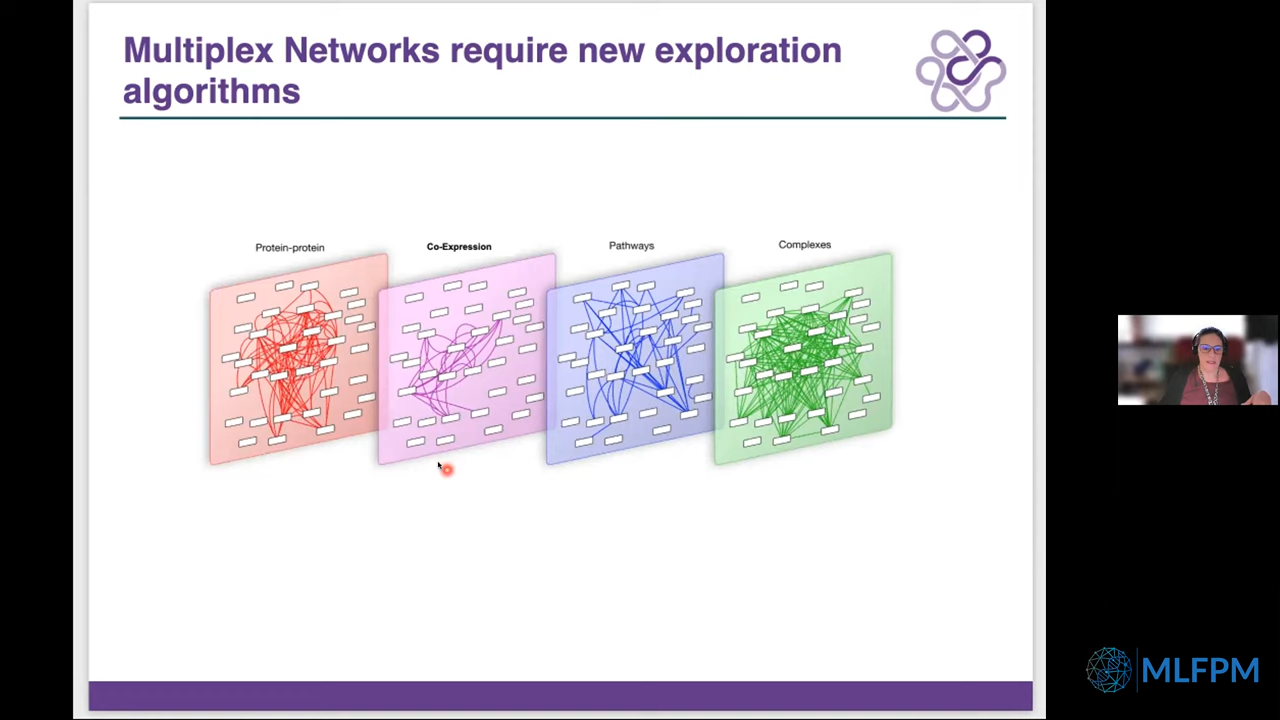 Multiplex Networks require new exploration
algorithms
Protein-protein
Co-Expression
Pathways
Complexes
MLFPM